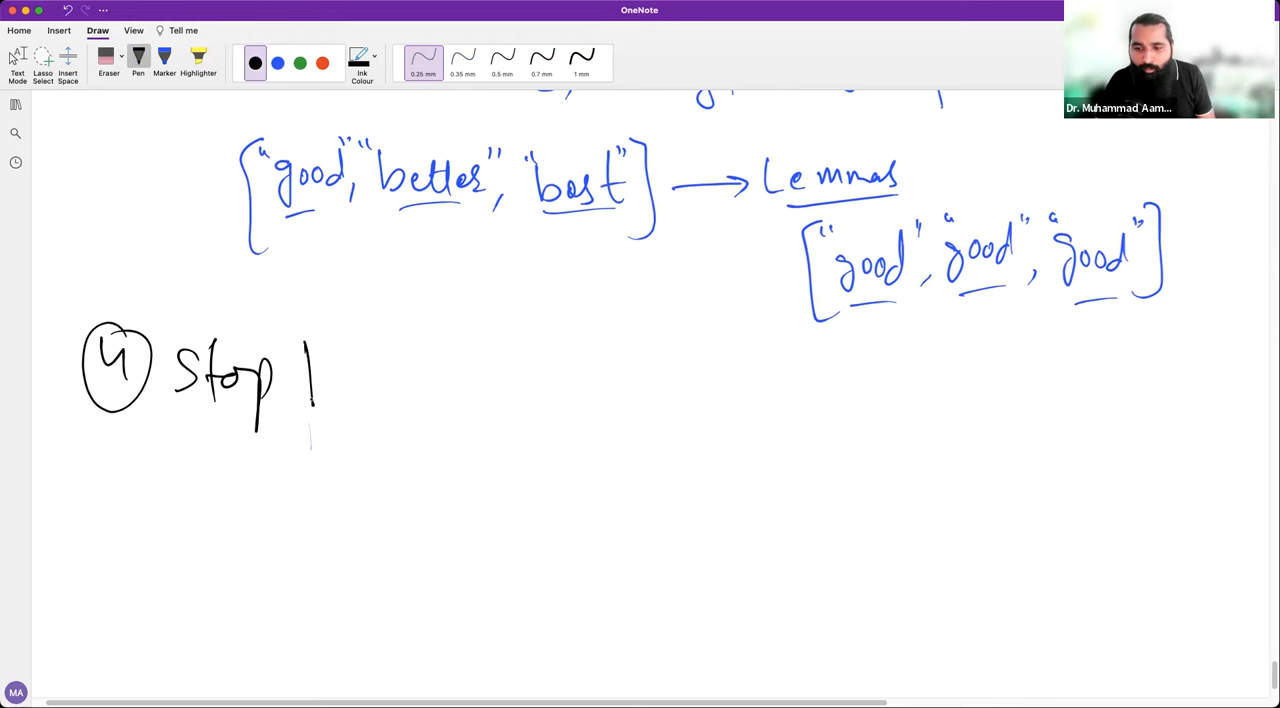 OneNote
Home Insert Draw View Tell me
Text Mode
Lasso Select
Insert Space
Eraser
Pen
Marker
Highlighter
Ink Colour
0.25 mm 0.35 mm 0.5 mm 0.7 mm 1 mm
Dr. Muhammad Aam...
["good", "better", "best"] → Lemmas
["good", "good", "good"]
4 Stop
MA